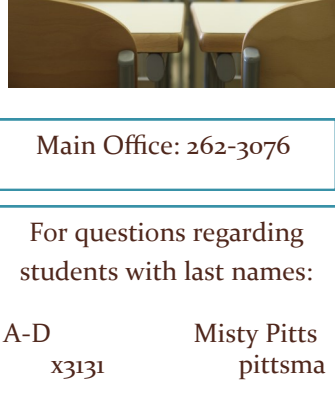 Main Office: 262-3076
For questions regarding
students with last names:
A-D Misty Pitts
x3131 pittsma